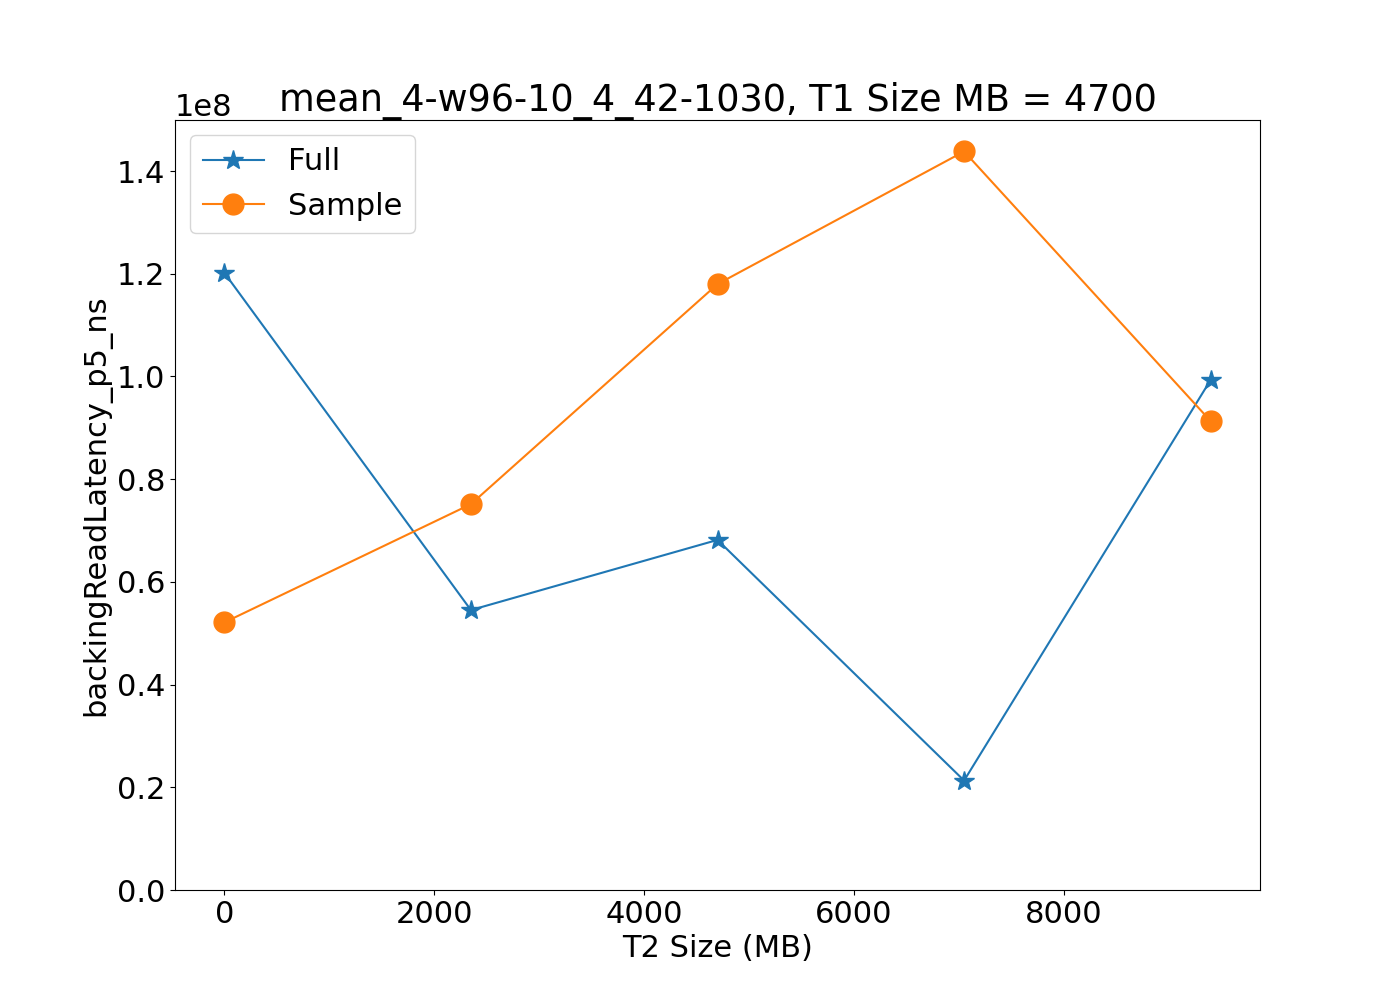 1e8
mean_4-w96-10_4_42-1030, T1 Size MB = 4700
Full
Sample
backingReadLatency_p5_ns
1.4
1.2
1.0
0.8
0.6
0.4
0.2
0.0
0 2000 4000 6000 8000
T2 Size (MB)